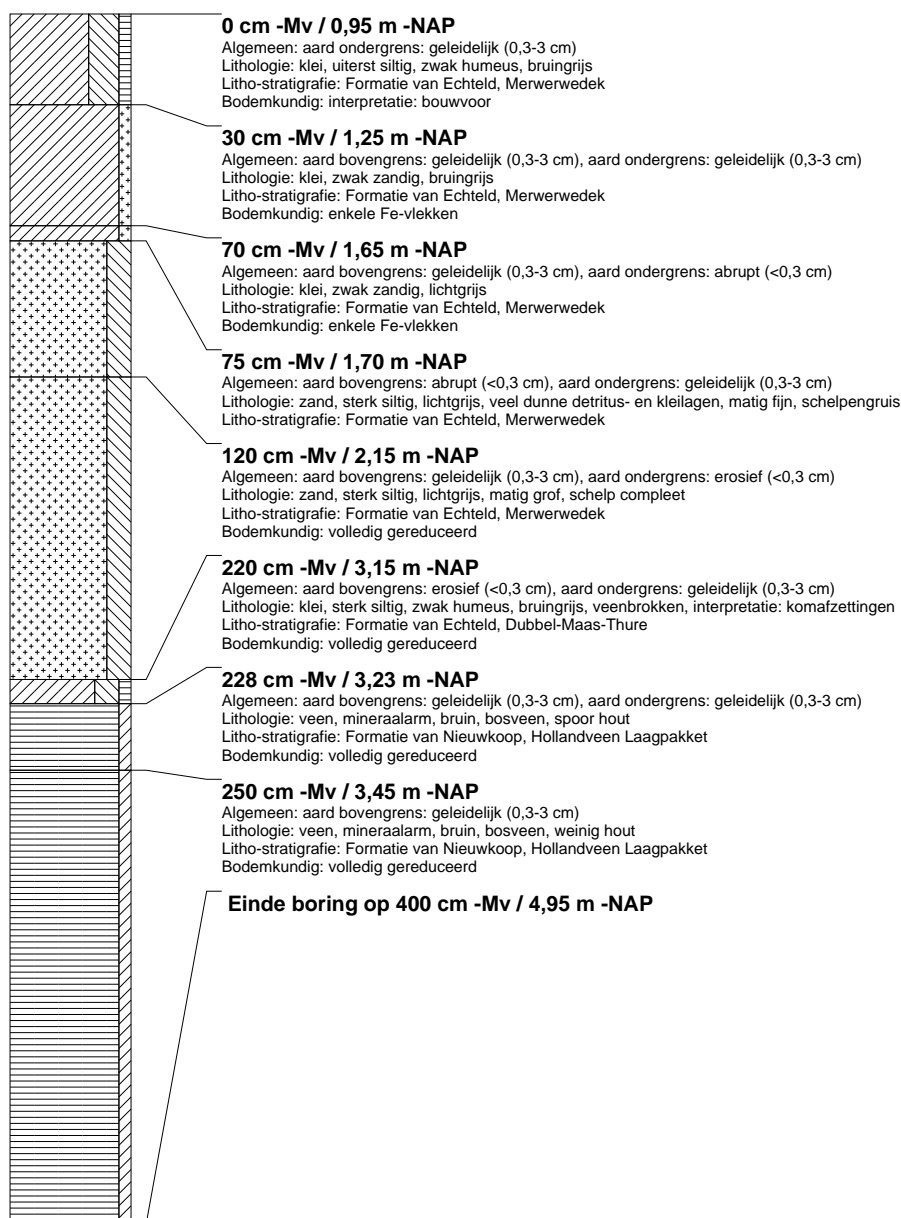 0 cm -Mv / 0,95 m -NAP
Algemeen: aard ondergrens: geleidelijk (0,3-3 cm)
Lithologie: klei, uiterst siltig, zwak humeus, bruingrijs
Litho-stratigrafie: Formatie van Echteld, Merwerwedek
Bodemkundig: interpretatie: bouwvoor
30 cm -Mv / 1,25 m -NAP
Algemeen: aard bovengrens: geleidelijk (0,3-3 cm), aard ondergrens: geleidelijk (0,3-3 cm)
Lithologie: klei, zwak zandig, bruingrijs
Litho-stratigrafie: Formatie van Echteld, Merwerwedek
Bodemkundig: enkele Fe-vlekken
70 cm -Mv / 1,65 m -NAP
Algemeen: aard bovengrens: geleidelijk (0,3-3 cm), aard ondergrens: abrupt (<0,3 cm)
Lithologie: klei, zwak zandig, lichtgrijs
Litho-stratigrafie: Formatie van Echteld, Merwerwedek
Bodemkundig: enkele Fe-vlekken
75 cm -Mv / 1,70 m -NAP
Algemeen: aard bovengrens: abrupt (<0,3 cm), aard ondergrens: geleidelijk (0,3-3 cm)
Lithologie: zand, sterk siltig, lichtgrijs, veel dunne detritus- en kleilagen, matig fijn, schelpengruis
Litho-stratigrafie: Formatie van Echteld, Merwerwedek
120 cm -Mv / 2,15 m -NAP
Algemeen: aard bovengrens: geleidelijk (0,3-3 cm), aard ondergrens: erosief (<0,3 cm)
Lithologie: zand, sterk siltig, lichtgrijs, matig grof, schelp compleet
Litho-stratigrafie: Formatie van Echteld, Merwerwedek
Bodemkundig: volledig gereduceerd
220 cm -Mv / 3,15 m -NAP
Algemeen: aard bovengrens: erosief (<0,3 cm), aard ondergrens: geleidelijk (0,3-3 cm)
Lithologie: klei, sterk siltig, zwak humeus, bruingrijs, veenbrokken, interpretatie: komafzettingen
Litho-stratigrafie: Formatie van Echteld, Dubbel-Maas-Thure
Bodemkundig: volledig gereduceerd
228 cm -Mv / 3,23 m -NAP
Algemeen: aard bovengrens: geleidelijk (0,3-3 cm), aard ondergrens: geleidelijk (0,3-3 cm)
Lithologie: veen, mineraalarm, bruin, bosveen, spoor hout
Litho-stratigrafie: Formatie van Nieuwkoop, Hollandveen Laagpakket
Bodemkundig: volledig gereduceerd
250 cm -Mv / 3,45 m -NAP
Algemeen: aard bovengrens: geleidelijk (0,3-3 cm)
Lithologie: veen, mineraalarm, bruin, bosveen, weinig hout
Litho-stratigrafie: Formatie van Nieuwkoop, Hollandveen Laagpakket
Bodemkundig: volledig gereduceerd
Einde boring op 400 cm -Mv / 4,95 m -NAP